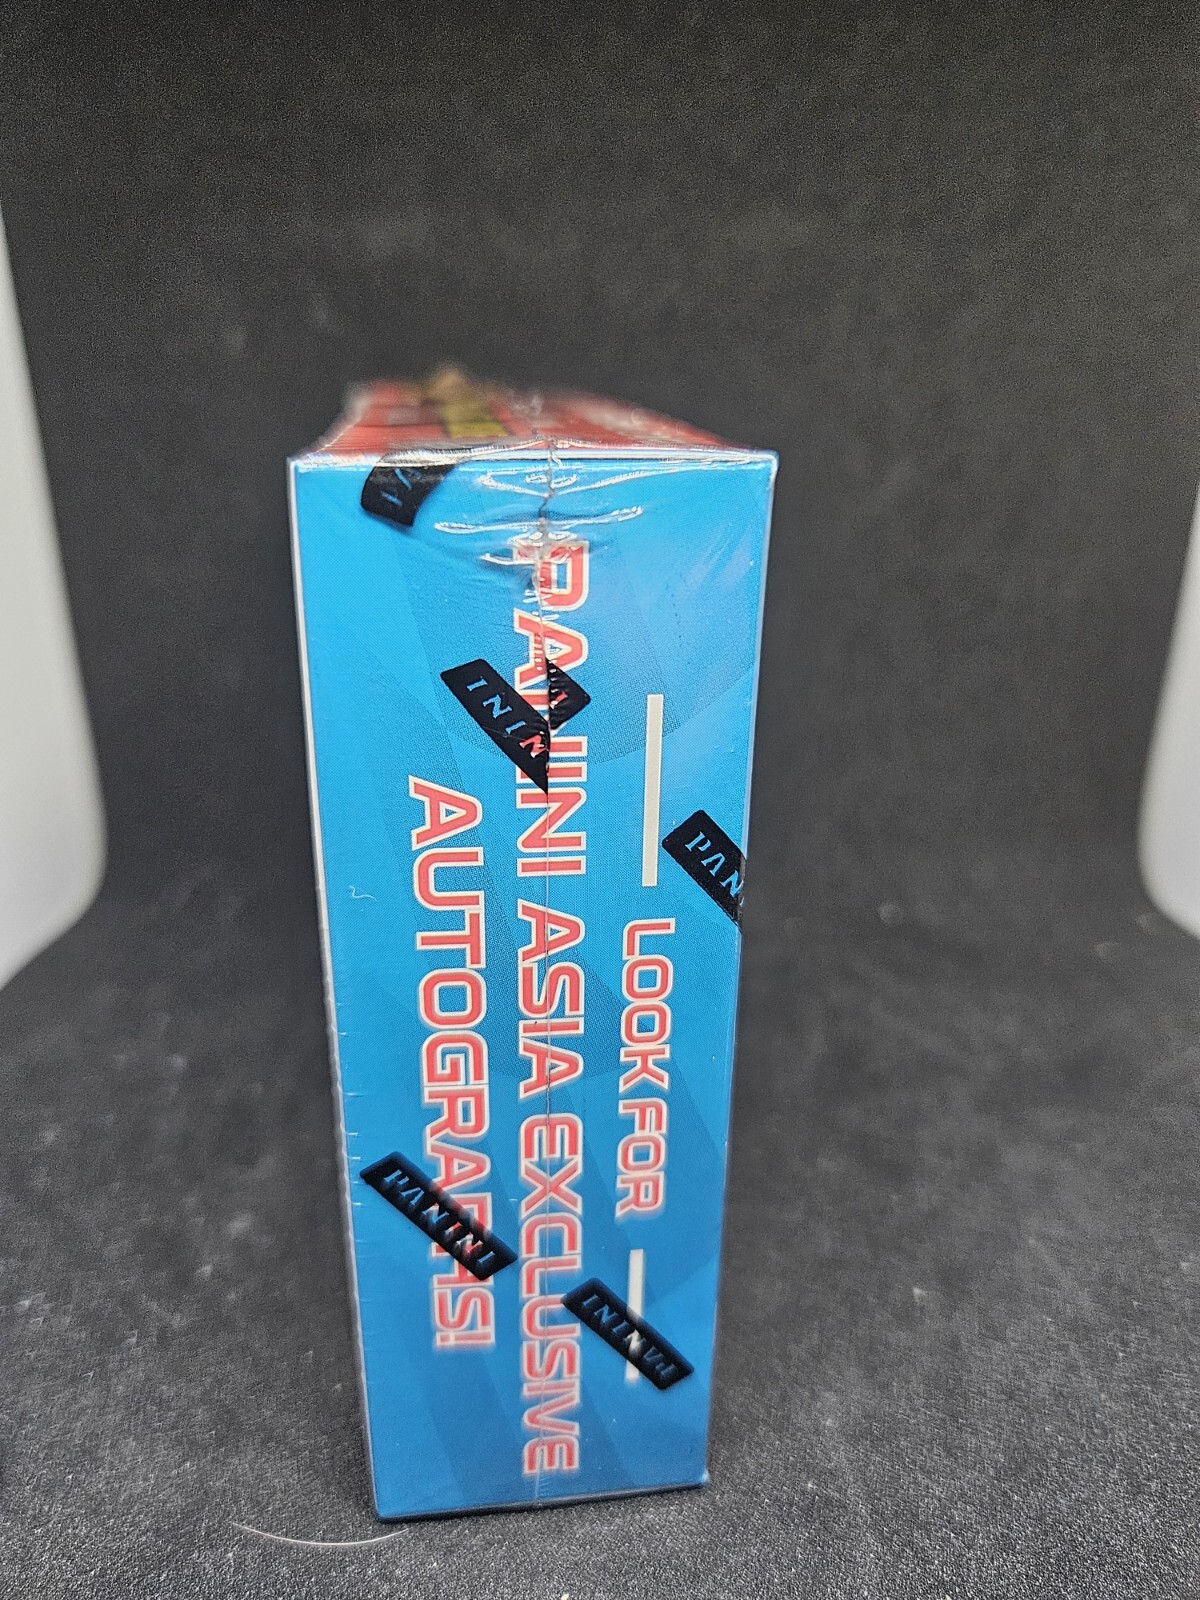 LOOK FOR
PANINI ASIA EXCLUSIVE
AUTOGRAPHS!
PANINI
PANINI